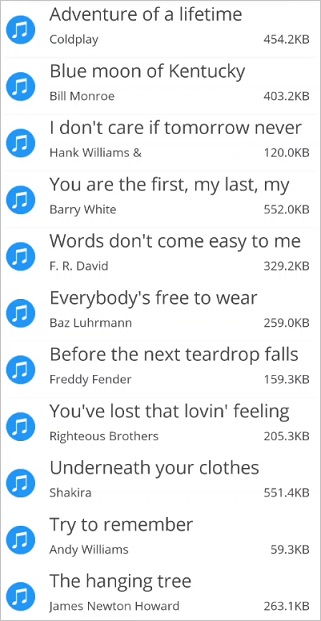 Adventure of a lifetime
Coldplay 454.2KB
Blue moon of Kentucky
Bill Monroe 403.2KB
I don't care if tomorrow never
Hank Williams & 120.0KB
You are the first, my last, my
Barry White 552.0KB
Words don't come easy to me
F. R. David 329.2KB
Everybody's free to wear
Baz Luhrmann 259.0KB
Before the next teardrop falls
Freddy Fender 159.3KB
You've lost that lovin' feeling
Righteous Brothers 205.3KB
Underneath your clothes
Shakira 551.4KB
Try to remember
Andy Williams 59.3KB
The hanging tree
James Newton Howard 263.1KB